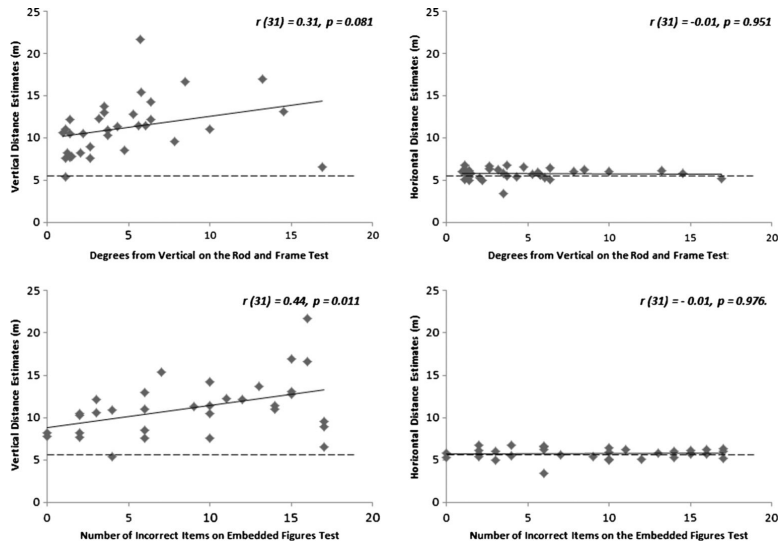 r (31) = 0.31, p = 0.081
Vertical Distance Estimates (m)
25
20
15
10
5
0
0 5 10 15 20
Degrees from Vertical on the Rod and Frame Test
r (31) = -0.01, p = 0.951
Horizontal Distance Estimates (m)
25
20
15
10
5
0
0 5 10 15 20
Degrees from Vertical on the Rod and Frame Test:
r (31) = 0.44, p = 0.011
Vertical Distance Estimates (m)
25
20
15
10
5
0
0 5 10 15 20
Number of Incorrect Items on Embedded Figures Test
r (31) = - 0.01, p = 0.976.
Horizontal Distance Estimates (m)
25
20
15
10
5
0
0 5 10 15 20
Number of Incorrect Items on the Embedded Figures Test